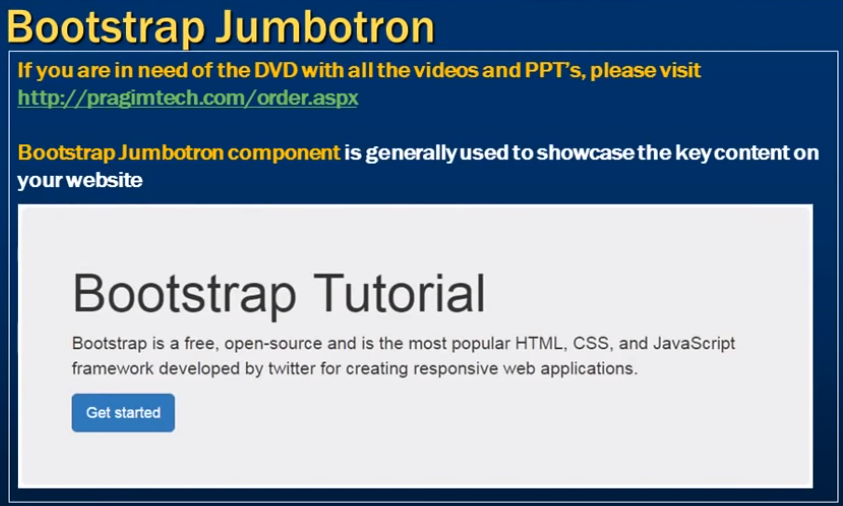 Bootstrap Jumbotron
If you are in need of the DVD with all the videos and PPT's, please visit
http://pragimtech.com/order.aspx
Bootstrap Jumbotron component is generally used to showcase the key content on
your website
Bootstrap Tutorial
Bootstrap is a free, open-source and is the most popular HTML, CSS, and JavaScript
framework developed by twitter for creating responsive web applications.
Get started